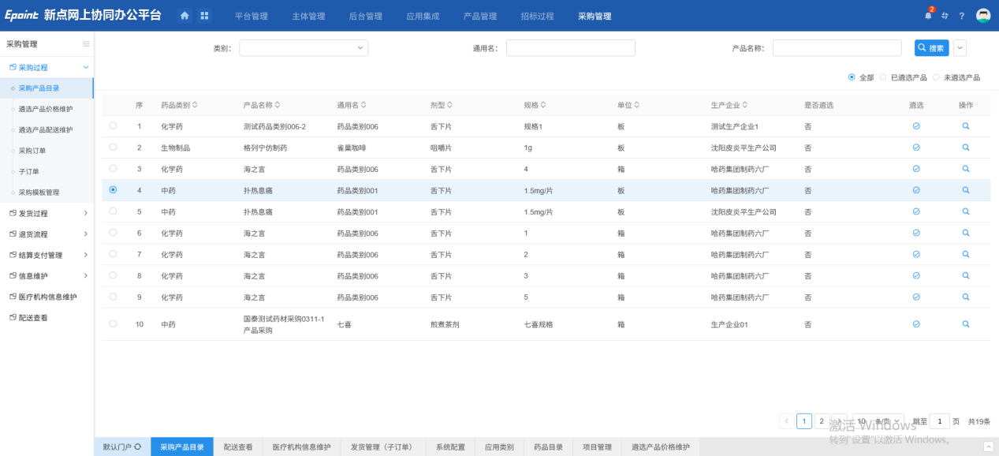 Epoint 新点网上协同办公平台
平台管理 主体管理 后台管理 应用集成 产品管理 招标过程 采购管理
2
?
采购管理
采购过程
采购产品目录
遴选产品价格维护
遴选产品配送维护
采购订单
子订单
采购模板管理
发货过程
退货流程
结算支付管理
信息维护
医疗机构信息维护
配送查看
类别: 通用名: 产品名称: 搜索
全部 已遴选产品 未遴选产品
序 药品类别 产品名称 通用名 剂型 规格 单位 生产企业 是否遴选 遴选 操作
1 化学药 测试药品类别006-2 药品类别006 舌下片 规格1 板 测试生产企业1 否
2 生物制品 格列宁仿制药 雀巢咖啡 咀嚼片 1g 板 沈阳皮炎平生产公司 否
3 化学药 海之言 药品类别006 舌下片 4 箱 哈药集团制药六厂 否
4 中药 扑热息痛 药品类别001 舌下片 1.5mg/片 板 哈药集团制药六厂 否
5 中药 扑热息痛 药品类别001 舌下片 1.5mg/片 板 沈阳皮炎平生产公司 否
6 化学药 海之言 药品类别006 舌下片 1 箱 哈药集团制药六厂 否
7 化学药 海之言 药品类别006 舌下片 2 箱 哈药集团制药六厂 否
8 化学药 海之言 药品类别006 舌下片 3 箱 哈药集团制药六厂 否
9 化学药 海之言 药品类别006 舌下片 5 箱 哈药集团制药六厂 否
10 中药 国泰测试药材采购0311-1产品采购 七喜 煎煮茶剂 七喜规格 箱 生产企业01 否
1 2 10 条/页 跳至 1 页 共19条
激活 Windows
转到"设置"以激活 Windows。
默认门户 采购产品目录 配送查看 医疗机构信息维护 发货管理（子订单） 系统配置 应用类别 药品目录 项目管理 遴选产品价格维护